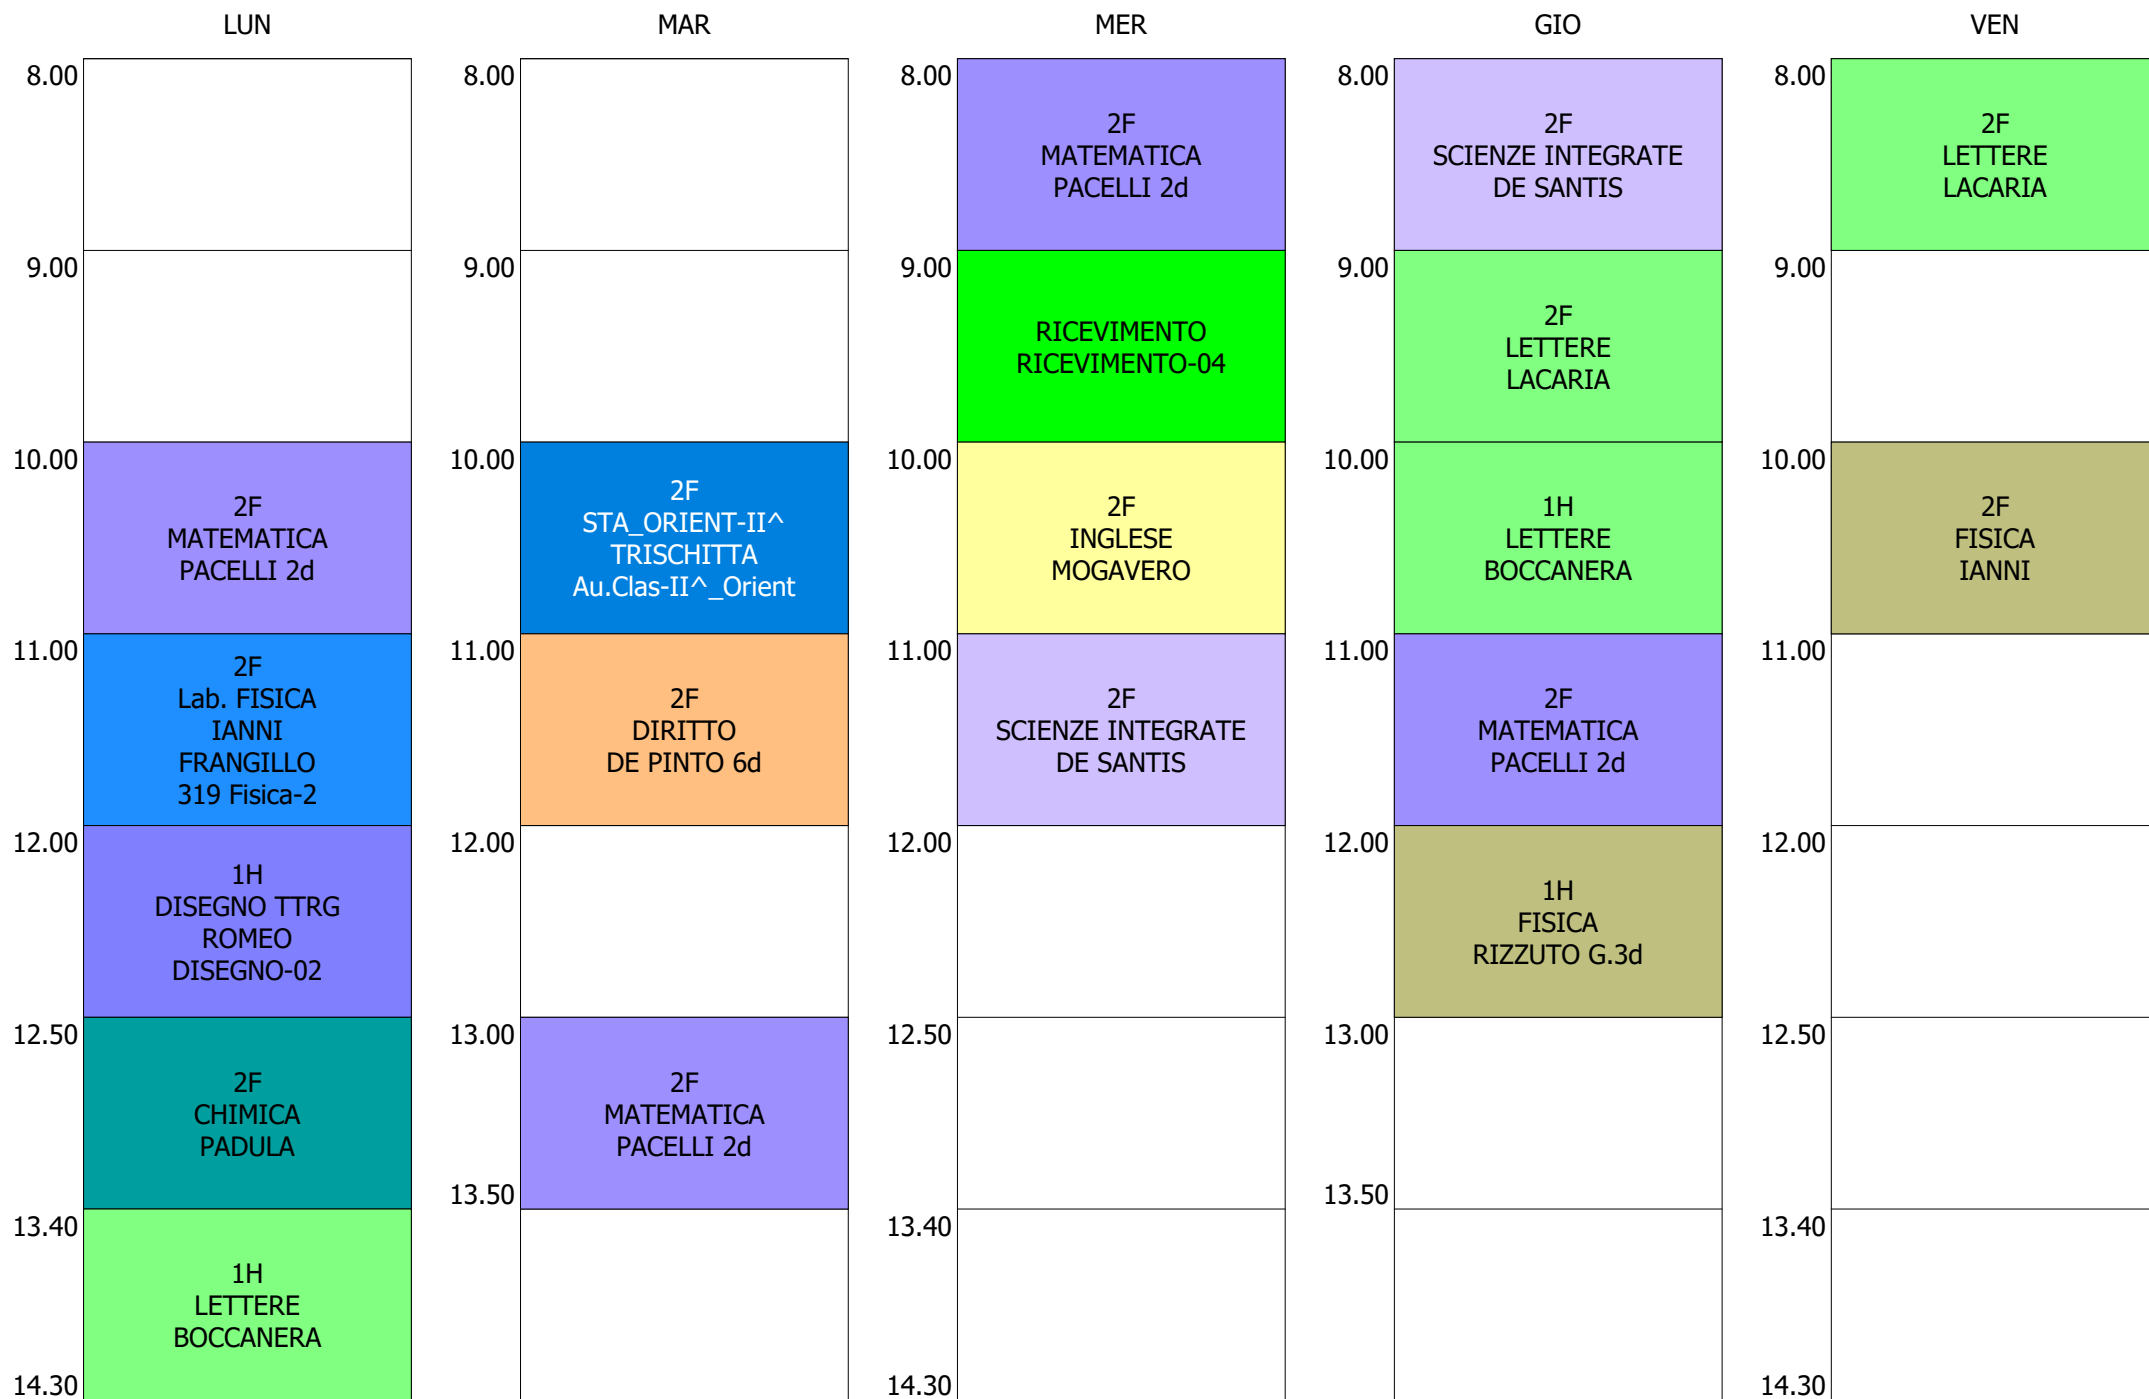 LUN
8.00
9.00
10.00
2F
MATEMATICA
PACELLI 2d
11.00
2F
Lab. FISICA
IANNI
FRANGILLO
319 Fisica-2
12.00
1H
DISEGNO TTRG
ROMEO
DISEGNO-02
12.50
2F
CHIMICA
PADULA
13.40
1H
LETTERE
BOCCANERA
14.30
MAR
8.00
9.00
10.00
2F
STA_ORIENT-II^
TRISCHITTA
Au.Clas-II^_Orient
11.00
2F
DIRITTO
DE PINTO 6d
12.00
13.00
2F
MATEMATICA
PACELLI 2d
13.50
MER
8.00
2F
MATEMATICA
PACELLI 2d
9.00
RICEVIMENTO
RICEVIMENTO-04
10.00
2F
INGLESE
MOGAVERO
11.00
2F
SCIENZE INTEGRATE
DE SANTIS
12.00
12.50
13.40
14.30
GIO
8.00
2F
SCIENZE INTEGRATE
DE SANTIS
9.00
2F
LETTERE
LACARIA
10.00
1H
LETTERE
BOCCANERA
11.00
2F
MATEMATICA
PACELLI 2d
12.00
1H
FISICA
RIZZUTO G.3d
13.00
13.50
VEN
8.00
2F
LETTERE
LACARIA
9.00
10.00
2F
FISICA
IANNI
11.00
12.00
12.50
13.40
14.30